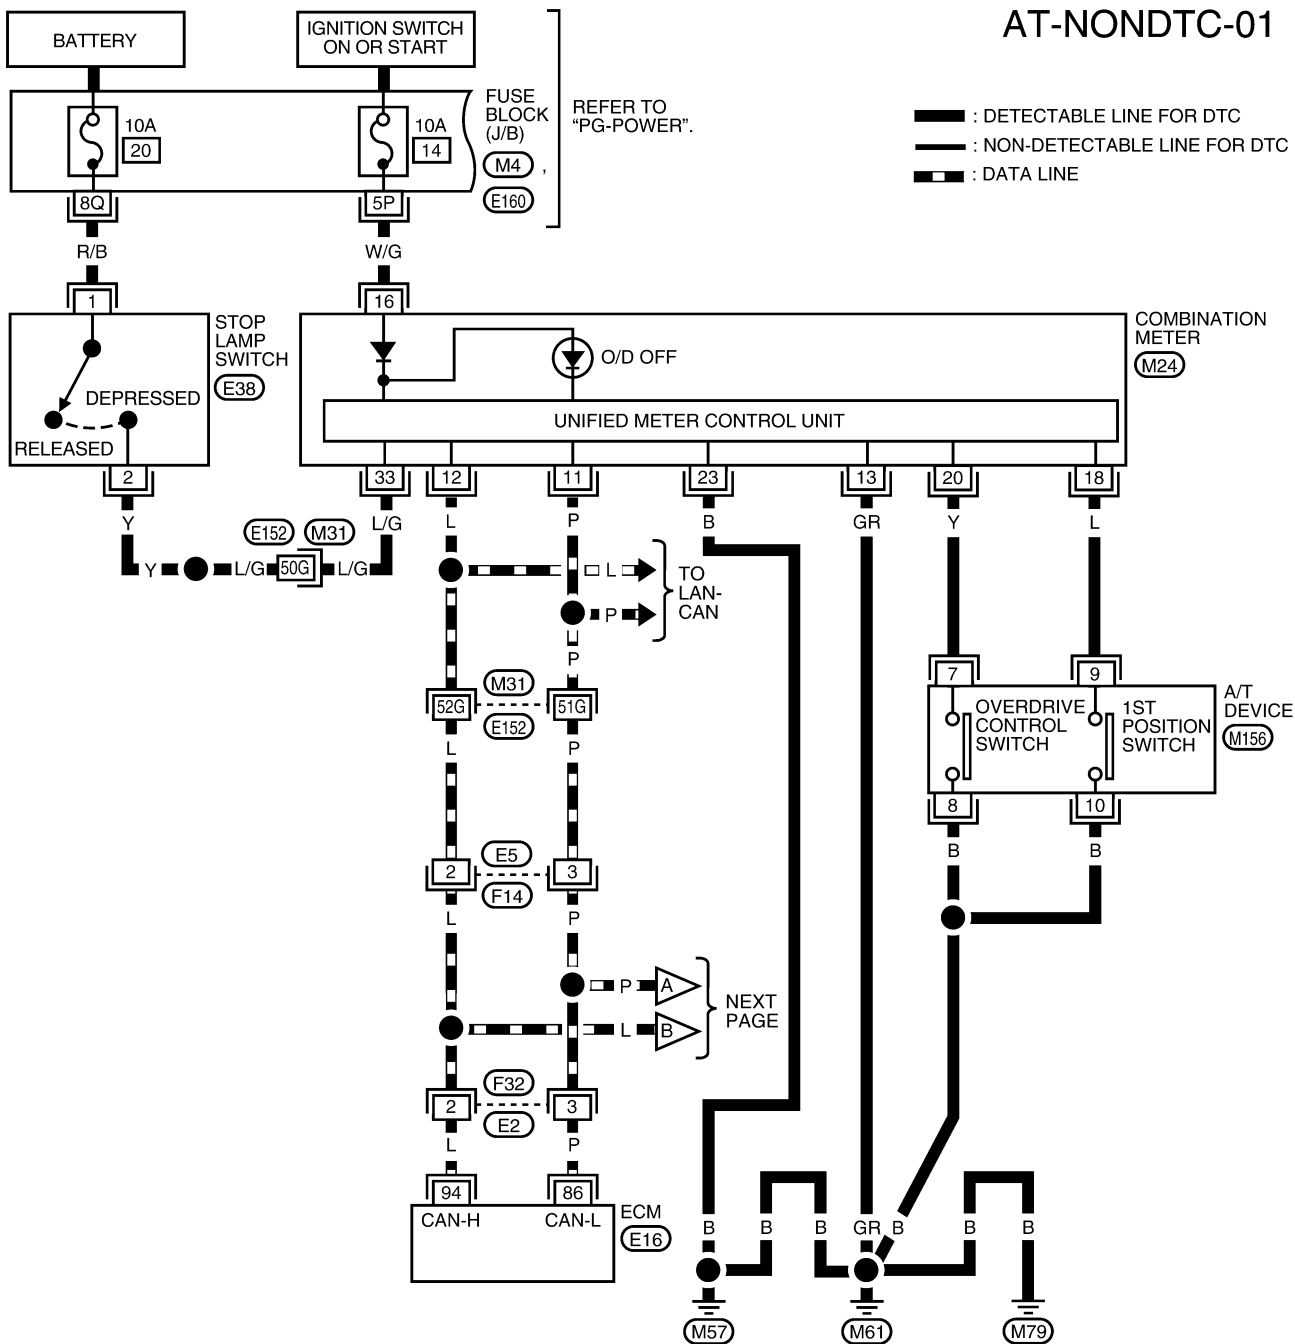 AT-NONDTC-01
BATTERY
IGNITION SWITCH
ON OR START
FUSE
BLOCK
(J/B)
M4 ,
E160
REFER TO
"PG-POWER".
10A
20
10A
14
: DETECTABLE LINE FOR DTC
: NON-DETECTABLE LINE FOR DTC
: DATA LINE
8Q
5P
R/B
W/G
1
16
STOP
LAMP
SWITCH
E38
DEPRESSED
RELEASED
O/D OFF
COMBINATION
METER
M24
UNIFIED METER CONTROL UNIT
2
33
12
11
23
13
20
18
Y
L/G
L
P
B
GR
Y
L
E152
M31
Y
L/G
50G
L/G
L
P
TO
LAN-
CAN
P
M31
52G
51G
E152
L
P
7
9
OVERDRIVE
CONTROL
SWITCH
1ST
POSITION
SWITCH
A/T
DEVICE
M156
8
10
B
B
E5
2
3
F14
L
P
P
A
L
B
NEXT
PAGE
F32
2
3
E2
L
P
94
86
CAN-H
CAN-L
ECM
E16
B
B
B
GR
B
B
B
M57
M61
M79